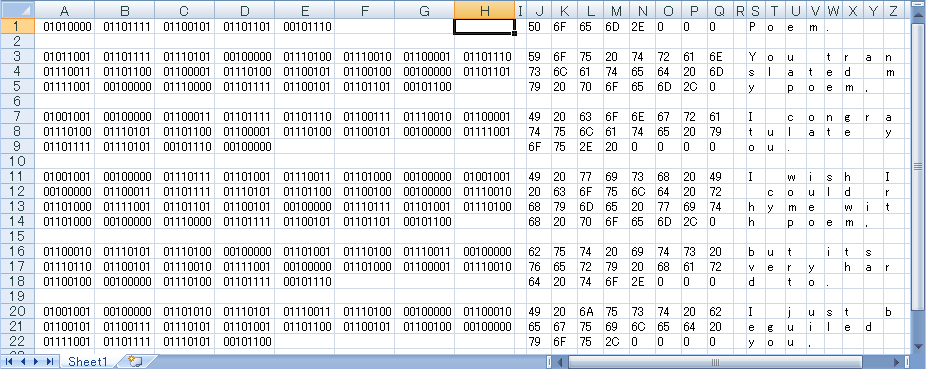 A B C D E F G H I J K L M N O P Q R S T U V W X Y Z
1 01010000 01101111 01100101 01101101 00101110 50 6F 65 6D 2E 0 0 0 P o e m .
2
3 01011001 01101111 01110101 00100000 01110100 01110010 01100001 01101110 59 6F 75 20 74 72 61 6E Y o u t r a n
4 01110011 01101100 01100001 01110100 01100101 01100100 00100000 01101101 73 6C 61 74 65 64 20 6D s l a t e d m
5 01111001 00100000 01110000 01101111 01100101 01101101 00101100 79 20 70 6F 65 6D 2C 0 y p o e m ,
6
7 01001001 00100000 01100011 01101111 01101110 01100111 01110010 01100001 49 20 63 6F 6E 67 72 61 I c o n g r a
8 01110100 01110101 01101100 01100001 01110100 01100101 00100000 01111001 74 75 6C 61 74 65 20 79 t u l a t e y
9 01101111 01110101 00101110 00100000 6F 75 2E 20 0 0 0 0 o u .
10
11 01001001 00100000 01110111 01101001 01110011 01101000 00100000 01001001 49 20 77 69 73 68 20 49 I w i s h I
12 00100000 01100011 01101111 01110101 01101100 01100100 00100000 01110010 20 63 6F 75 6C 64 20 72 c o u l d r
13 01101000 01111001 01101101 01100101 00100000 01110111 01101001 01110100 68 79 6D 65 20 77 69 74 h y m e w i t
14 01101000 00100000 01110000 01101111 01100101 01101101 00101100 68 20 70 6F 65 6D 2C 0 h p o e m ,
15
16 01100010 01110101 01110100 00100000 01101001 01110100 01110011 00100000 62 75 74 20 69 74 73 20 b u t i t s
17 01110110 01100101 01110010 01111001 00100000 01101000 01100001 01110010 76 65 72 79 20 68 61 72 v e r y h a r
18 01100100 00100000 01110100 01101111 00101110 64 20 74 6F 2E 0 0 0 d t o .
19
20 01001001 00100000 01101010 01110101 01110011 01110100 00100000 01100010 49 20 6A 75 73 74 20 62 I j u s t b
21 01100101 01100111 01110101 01101001 01101100 01100101 01100100 00100000 65 67 75 69 6C 65 64 20 e g u i l e d
22 01111001 01101111 01110101 00101100 79 6F 75 2C 0 0 0 0 y o u ,
Sheet1